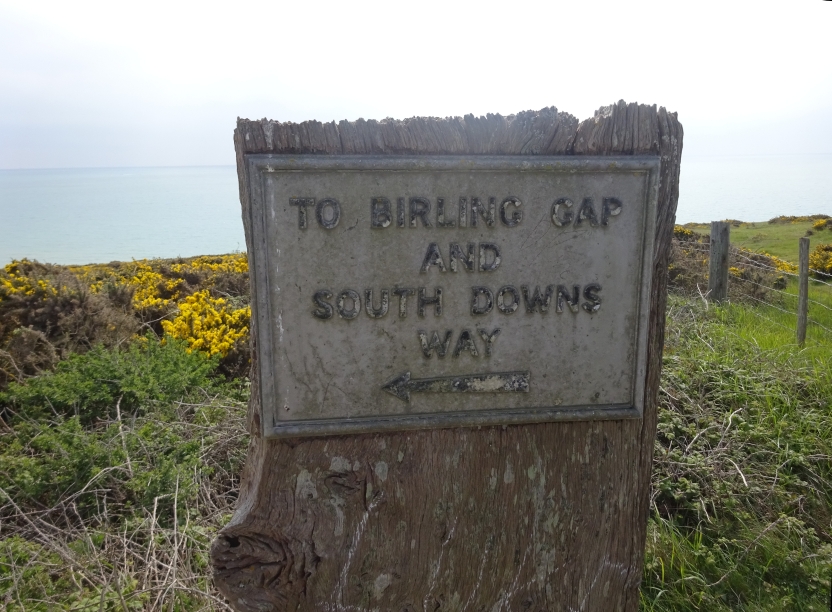 TO BIRLING GAP
AND
SOUTH DOWNS
WAY